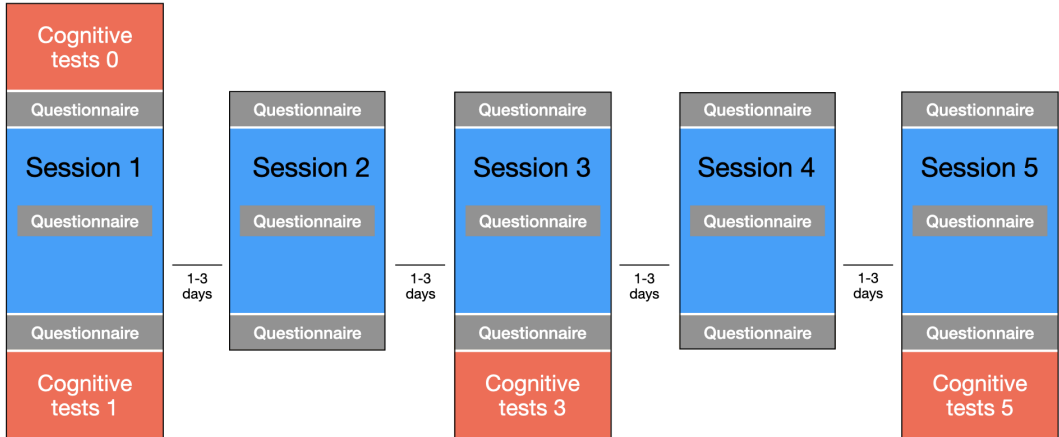 Cognitive
tests 0
Questionnaire
Session 1
Questionnaire
Questionnaire
Cognitive
tests 1
1-3
days
Questionnaire
Session 2
Questionnaire
Questionnaire
1-3
days
Questionnaire
Session 3
Questionnaire
Questionnaire
Cognitive
tests 3
1-3
days
Questionnaire
Session 4
Questionnaire
Questionnaire
1-3
days
Questionnaire
Session 5
Questionnaire
Questionnaire
Cognitive
tests 5